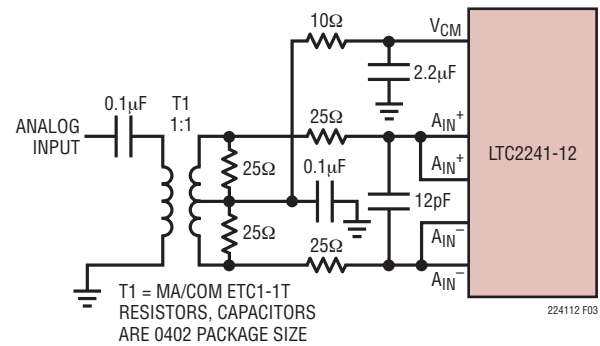 10Ω
VCM
2.2µF
0.1µF
T1
1:1
ANALOG
INPUT
25Ω
AIN+
AIN+
LTC2241-12
25Ω
0.1µF
12pF
25Ω
25Ω
AIN–
AIN–
T1 = MA/COM ETC1-1T
RESISTORS, CAPACITORS
ARE 0402 PACKAGE SIZE
224112 F03